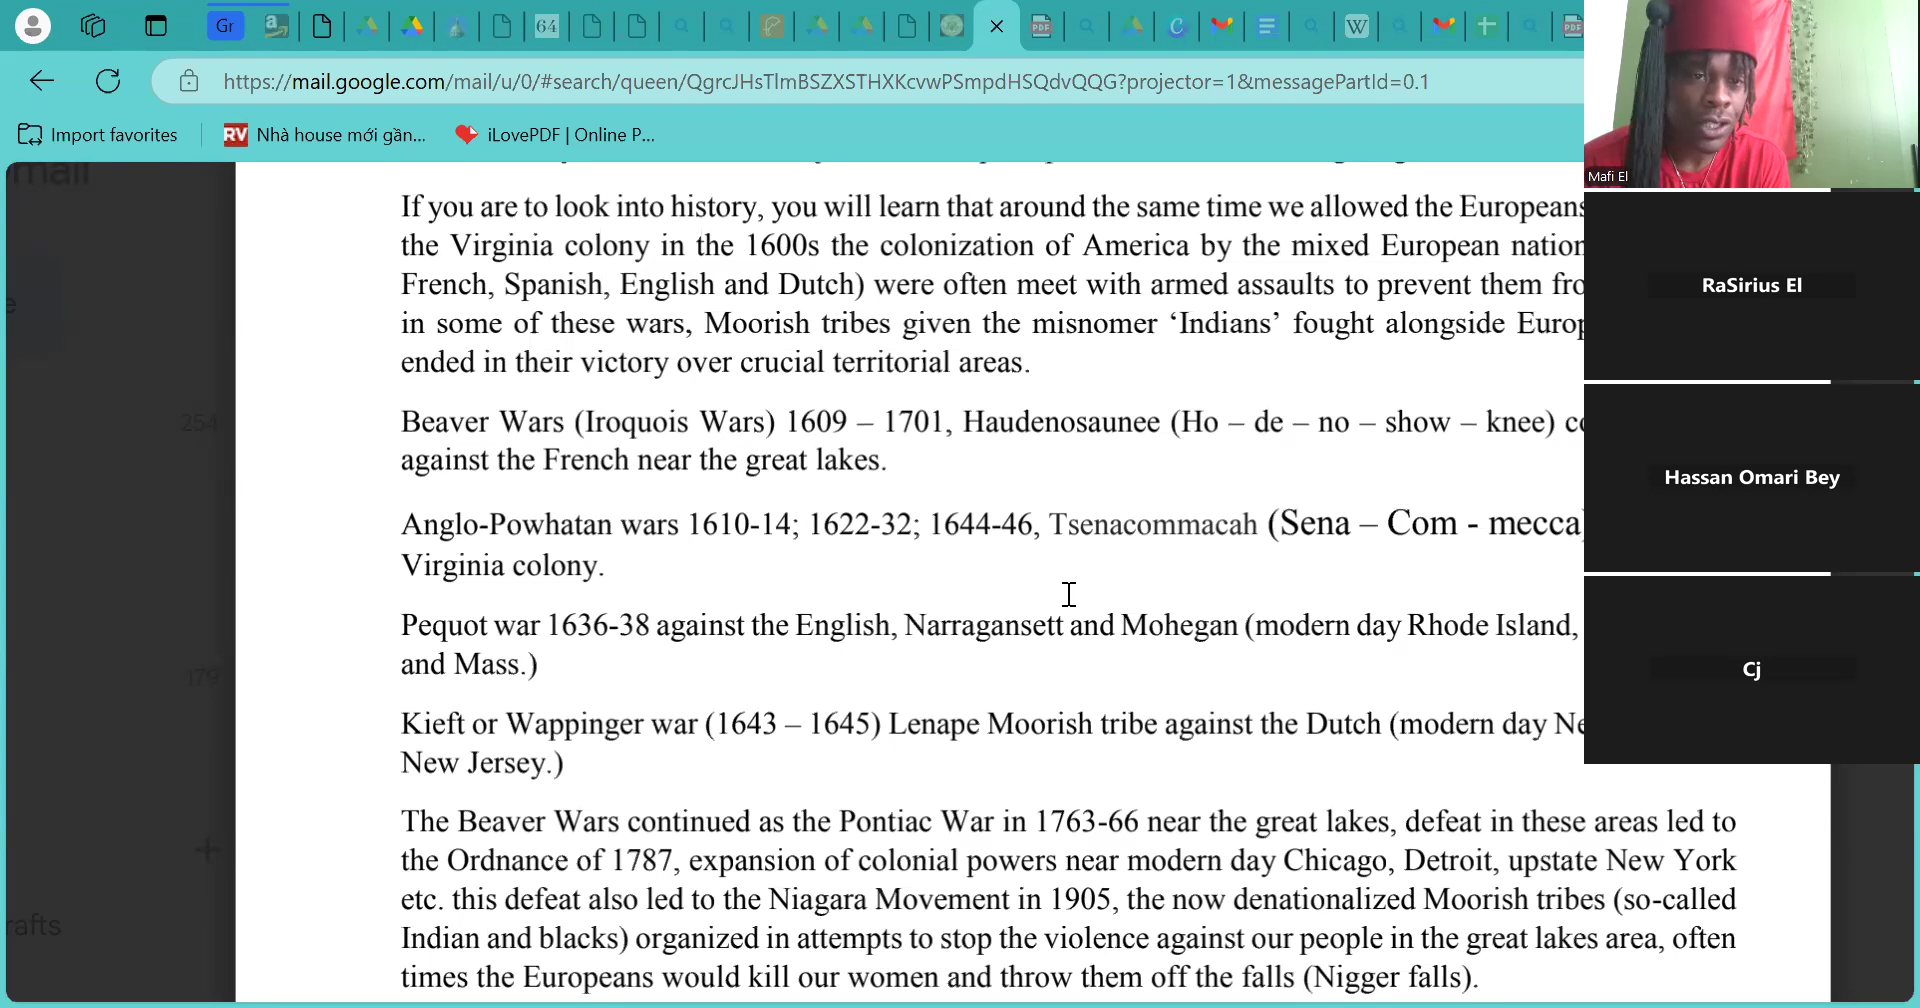 Gr
64
PDF
W
PDF
https://mail.google.com/mail/u/0/#search/queen/QgrcJHsTlmBSZXSTHXKcvwPSmpdHSQdvQQG?projector=1&messagePartId=0.1
Import favorites
RV Nhà house mới gần...
iLovePDF | Online P...
Mafi El
RaSirius El
Hassan Omari Bey
Cj
mail
254
179
rafts
If you are to look into history, you will learn that around the same time we allowed the Europeans
the Virginia colony in the 1600s the colonization of America by the mixed European nation
French, Spanish, English and Dutch) were often meet with armed assaults to prevent them fro
in some of these wars, Moorish tribes given the misnomer ‘Indians’ fought alongside Europ
ended in their victory over crucial territorial areas.
Beaver Wars (Iroquois Wars) 1609 – 1701, Haudenosaunee (Ho – de – no – show – knee) co
against the French near the great lakes.
Anglo-Powhatan wars 1610-14; 1622-32; 1644-46, Tsenacommacah (Sena – Com - mecca)
Virginia colony.
Pequot war 1636-38 against the English, Narragansett and Mohegan (modern day Rhode Island,
and Mass.)
Kieft or Wappinger war (1643 – 1645) Lenape Moorish tribe against the Dutch (modern day Ne
New Jersey.)
The Beaver Wars continued as the Pontiac War in 1763-66 near the great lakes, defeat in these areas led to
the Ordnance of 1787, expansion of colonial powers near modern day Chicago, Detroit, upstate New York
etc. this defeat also led to the Niagara Movement in 1905, the now denationalized Moorish tribes (so-called
Indian and blacks) organized in attempts to stop the violence against our people in the great lakes area, often
times the Europeans would kill our women and throw them off the falls (Nigger falls).